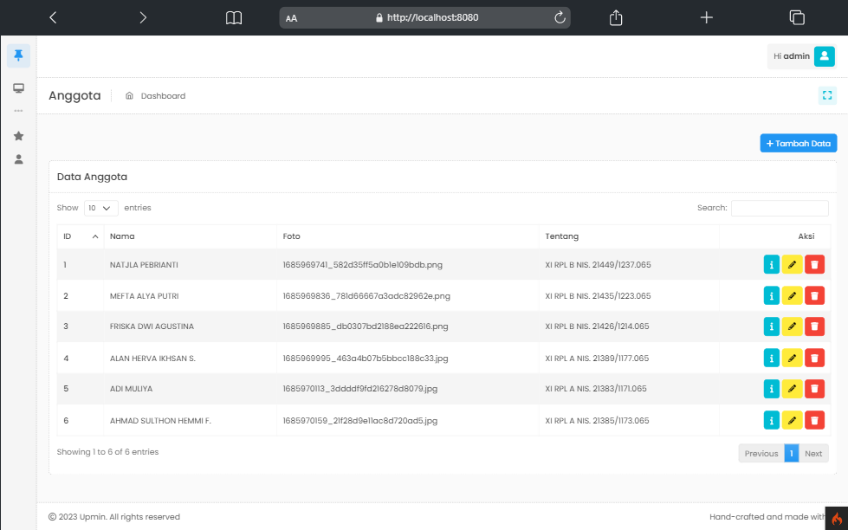 AA
http://localhost:8080
Hi admin
Anggota
Dashboard
+ Tambah Data
Data Anggota
Show 10 entries
Search:
ID Nama Foto Tentang Aksi
1 NATJLA PEBRIANTI 1685969741_582d35ff5a0b1e109bdb.png XI RPL B NIS. 21449/1237.065
2 MEFTA ALYA PUTRI 1685969836_781d66667a3adc82962e.png XI RPL B NIS. 21435/1223.065
3 FRISKA DWI AGUSTINA 1685969885_db0307bd2188ea222616.png XI RPL B NIS. 21426/1214.065
4 ALAN HERVA IKHSAN S. 1685969995_463a4b07b5bbcc188c33.jpg XI RPL A NIS. 21389/1177.065
5 ADI MULIYA 1685970113_3ddddf9fd216278d8079.jpg XI RPL A NIS. 21383/1171.065
6 AHMAD SULTHON HEMMI F. 1685970159_21f28d9e11ac8d720ad5.jpg XI RPL A NIS. 21385/1173.065
Showing 1 to 6 of 6 entries
Previous 1 Next
© 2023 Upmin. All rights reserved
Hand-crafted and made with